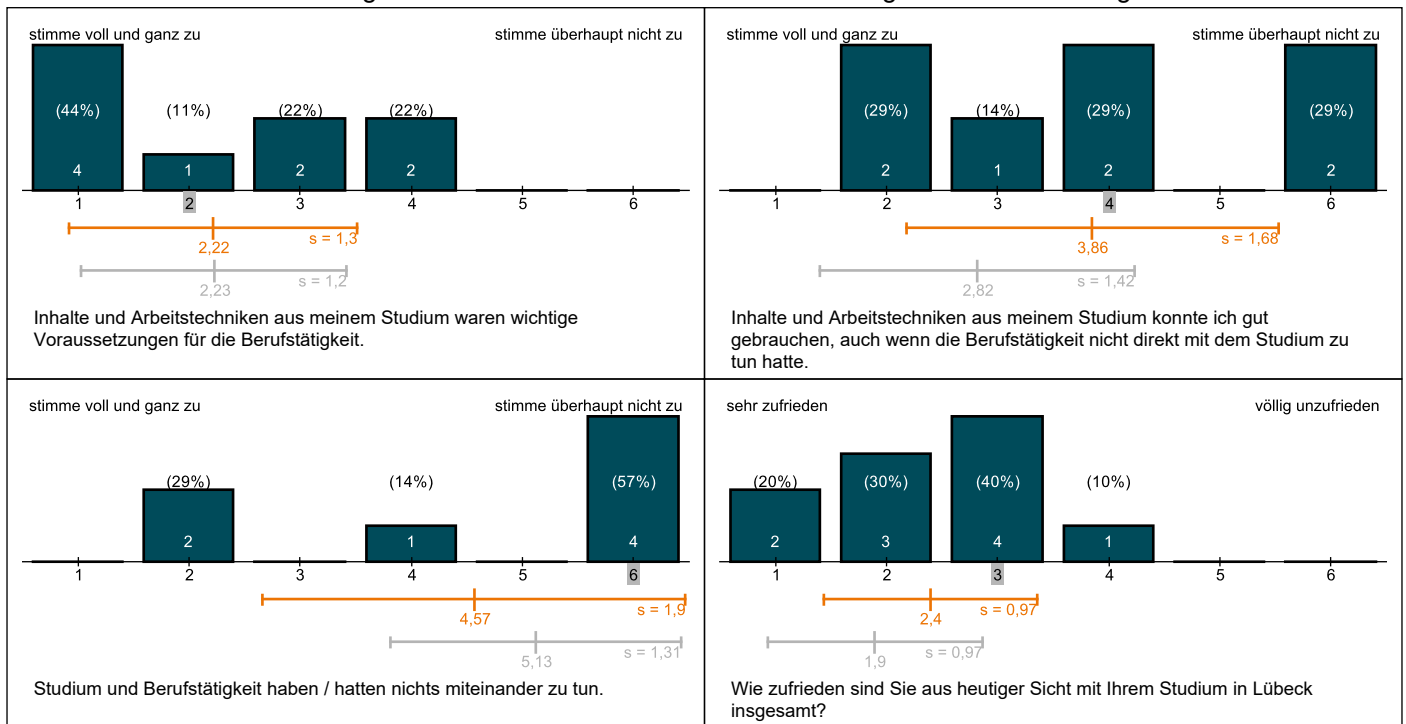 stimme voll und ganz zu
stimme überhaupt nicht zu
(44%)
(11%)
(22%)
(22%)
4
1
2
2
1
2
3
4
5
6
2,22
s = 1,3
2,23
s = 1,2
Inhalte und Arbeitstechniken aus meinem Studium waren wichtige
Voraussetzungen für die Berufstätigkeit.
stimme voll und ganz zu
stimme überhaupt nicht zu
(29%)
(14%)
(29%)
(29%)
2
1
2
2
1
2
3
4
5
6
3,86
s = 1,68
2,82
s = 1,42
Inhalte und Arbeitstechniken aus meinem Studium konnte ich gut
gebrauchen, auch wenn die Berufstätigkeit nicht direkt mit dem Studium zu
tun hatte.
stimme voll und ganz zu
stimme überhaupt nicht zu
(29%)
(14%)
(57%)
2
1
4
1
2
3
4
5
6
4,57
s = 1,9
5,13
s = 1,31
Studium und Berufstätigkeit haben / hatten nichts miteinander zu tun.
sehr zufrieden
völlig unzufrieden
(20%)
(30%)
(40%)
(10%)
2
3
4
1
1
2
3
4
5
6
2,4
s = 0,97
1,9
s = 0,97
Wie zufrieden sind Sie aus heutiger Sicht mit Ihrem Studium in Lübeck
insgesamt?